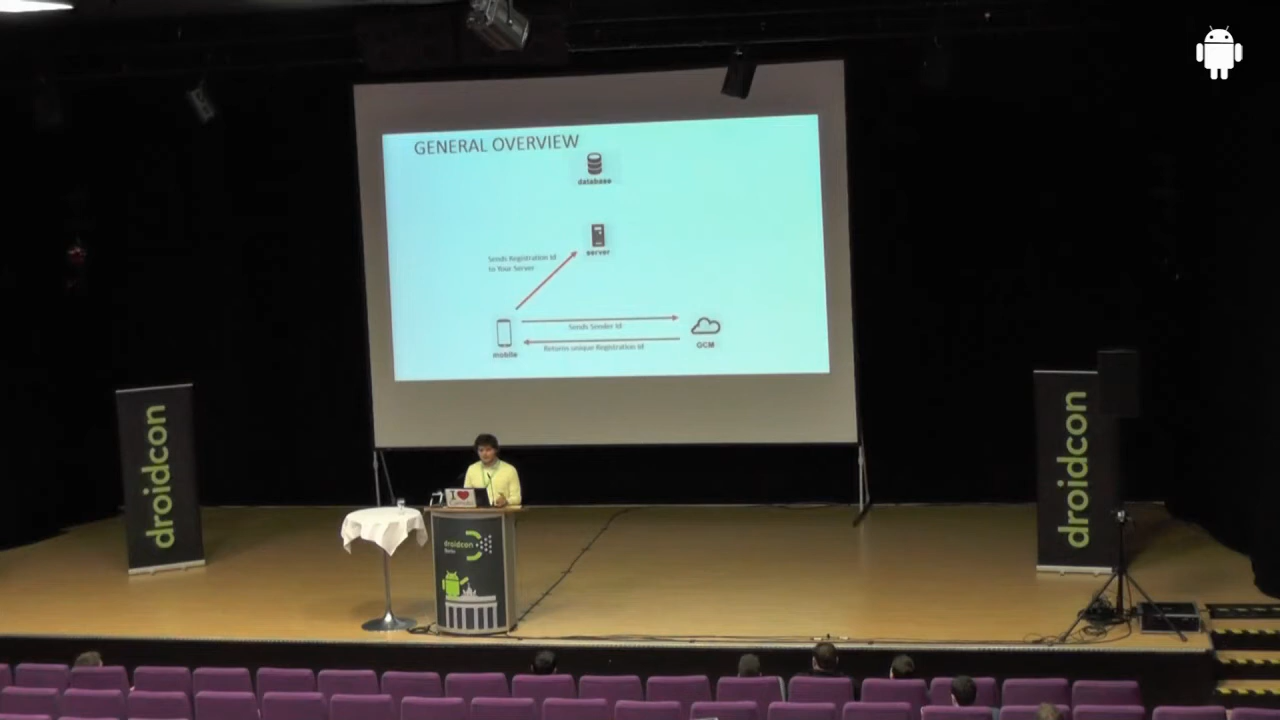 GENERAL OVERVIEW
database
server
Sends Registration Id
to Your Server
Sends Sender Id
mobile
Returns unique Registration Id
GCM
droidcon
droidcon
I
droidcon